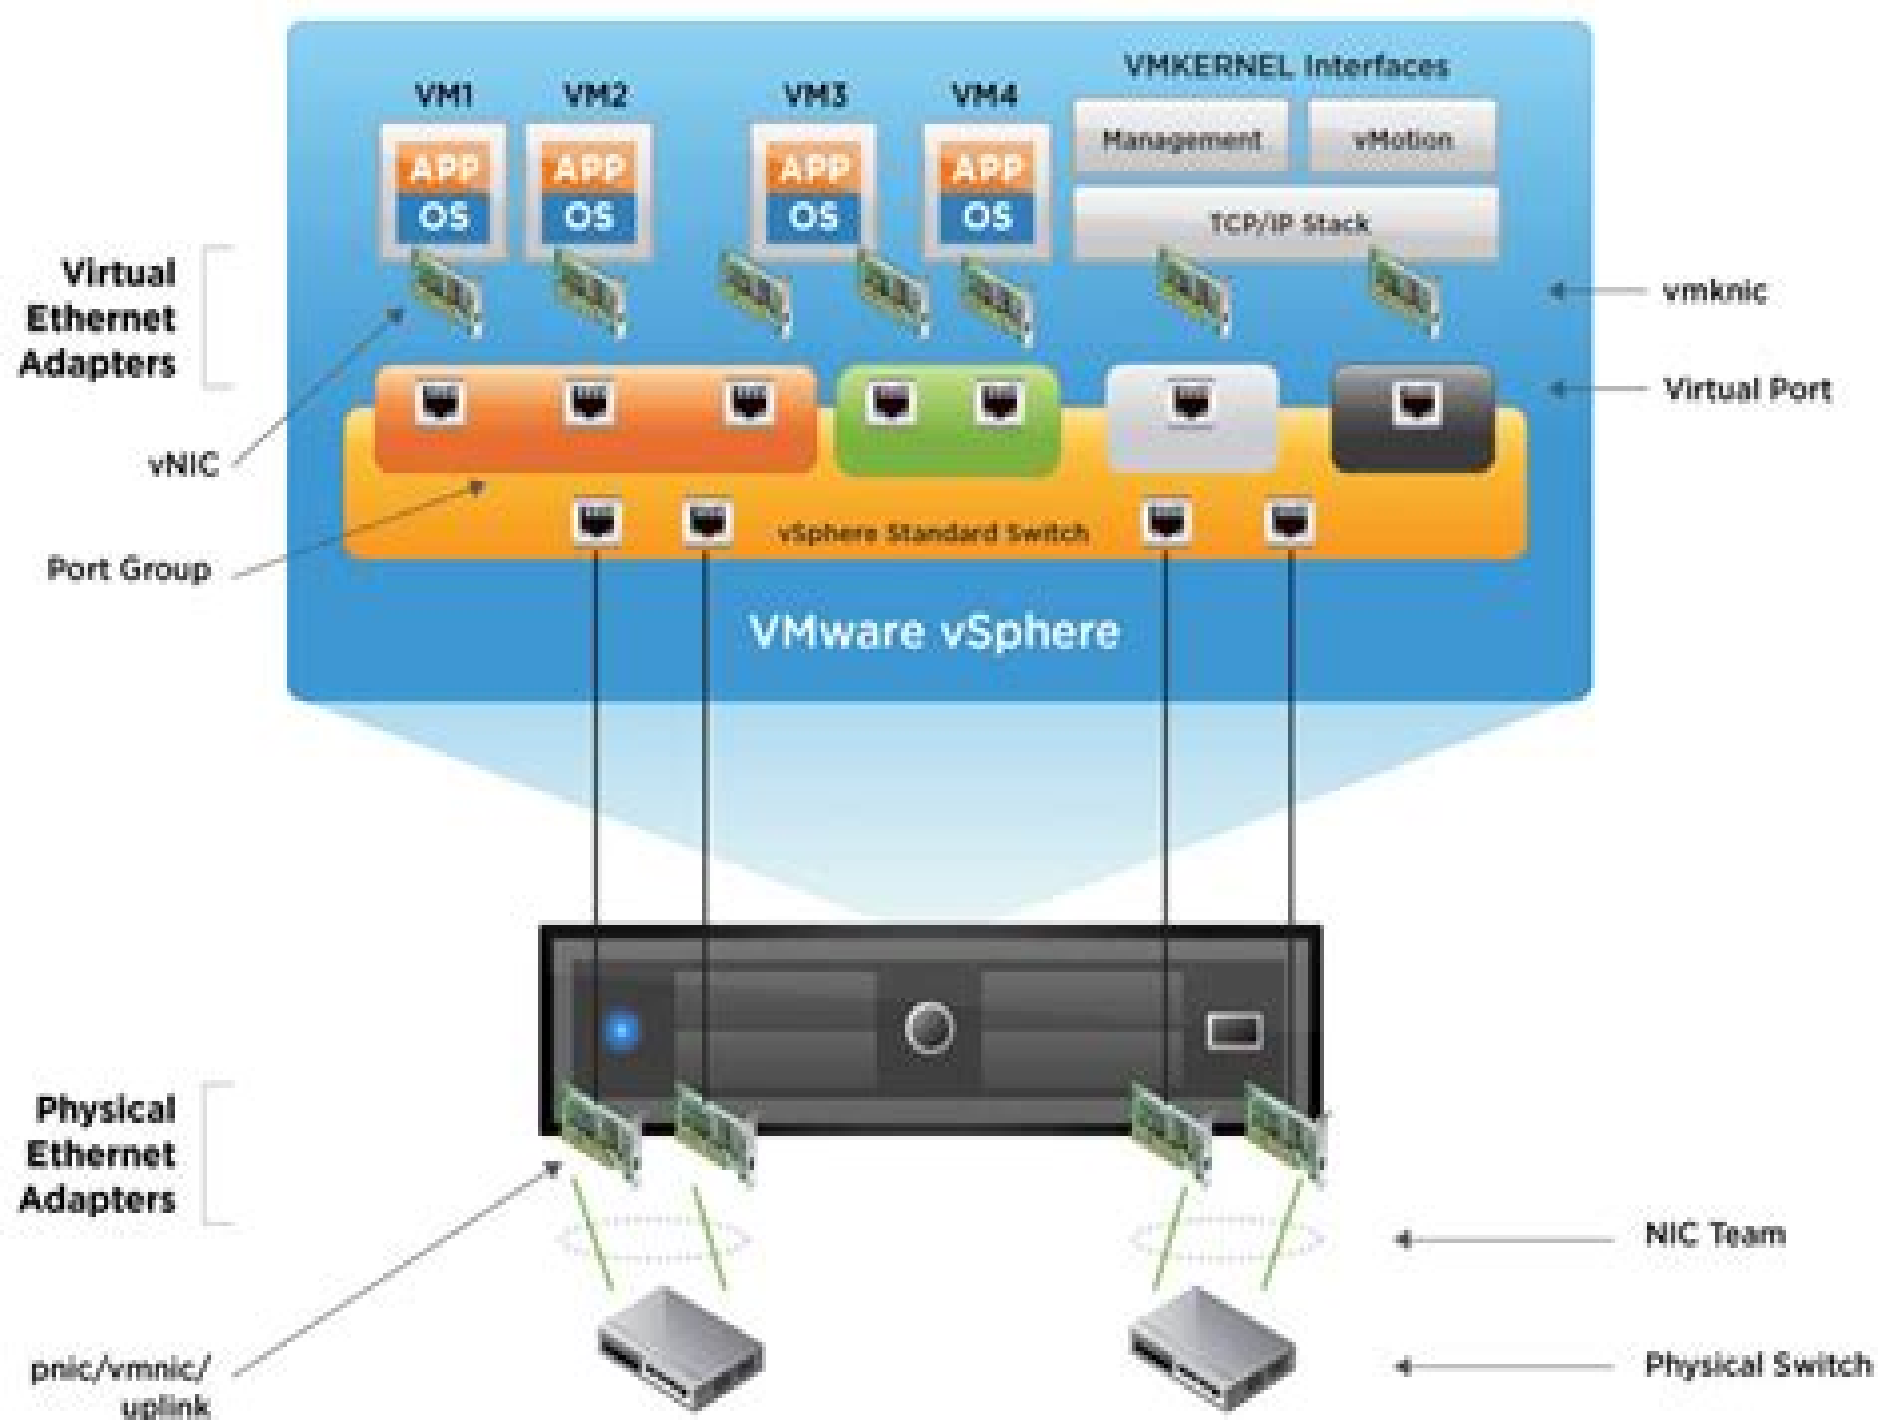 VMKERNEL Interfaces
VM1 VM2 VM3 VM4
Management vMotion
APP APP APP APP
OS OS OS OS
TCP/IP Stack
Virtual
Ethernet
Adapters
vmknic
Virtual Port
vNIC
Port Group
vSphere Standard Switch
VMware vSphere
Physical
Ethernet
Adapters
NIC Team
pnic/vmnic/
uplink
Physical Switch